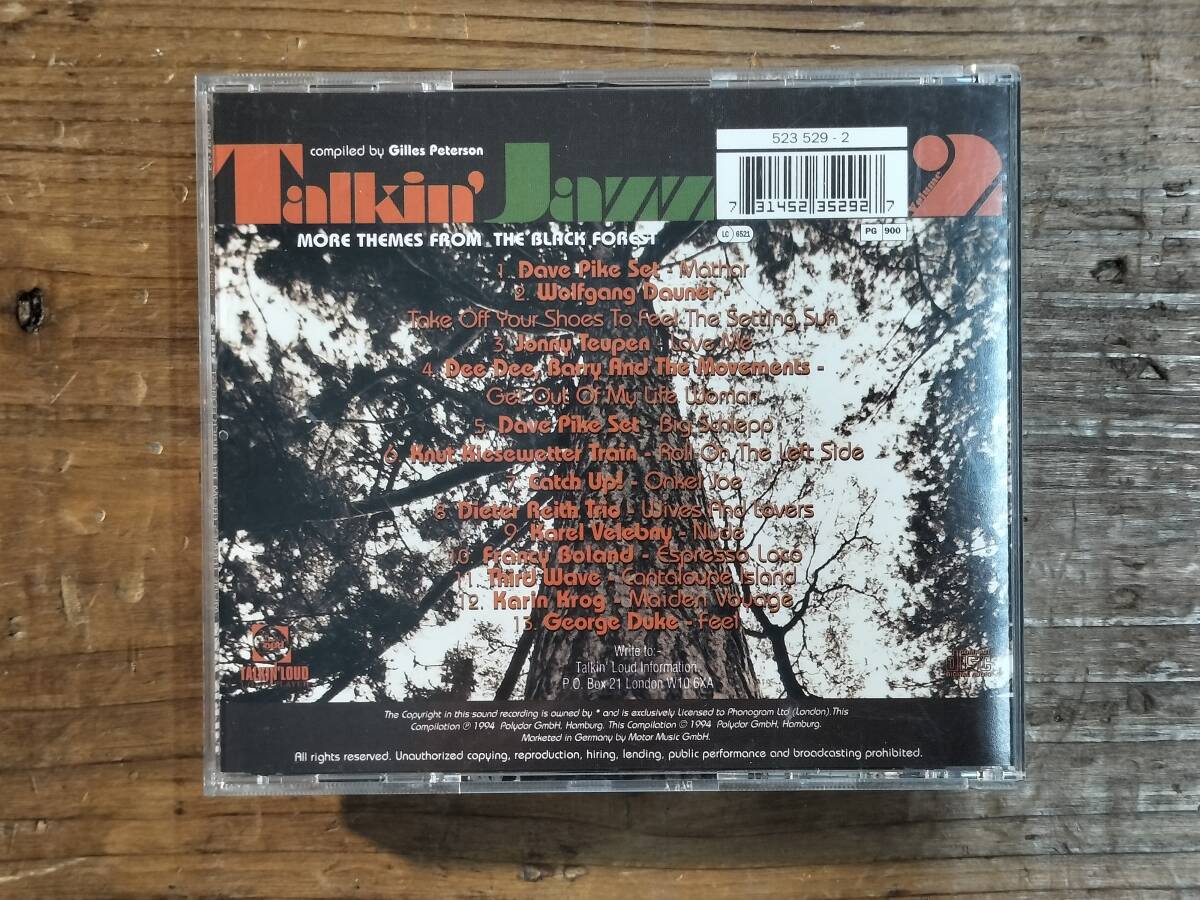 523 529 - 2
compiled by Gilles Peterson
Talkin' Jazz
Volume 2
7 31452 35292 7
MORE THEMES FROM THE BLACK FOREST
LC 6521
PG 900
1. Dave Pike Set - Mathar
2. Wolfgang Dauner -
Take Off Your Shoes To Feel The Setting Sun
3. Jonny Teupen - Love Me
4. Dee Dee, Barry And The Movements -
Get Out Of My Life Woman
5. Dave Pike Set - Big Schlepp
6. Knut Kiesewetter Train - Roll On The Left Side
7. Catch Up! - Onkel Joe
8. Dieter Reith Trio - Wives And Lovers
9. Karel Velebny - Nude
10. Francy Boland - Espresso Loco
11. Third Wave - Cantaloupe Island
12. Karin Krog - Maiden Voyage
13. George Duke - Feel
Write to:-
Talkin' Loud Information,
P.O. Box 21 London W10 6XA
TALKIN' LOUD
The Copyright in this sound recording is owned by * and is exclusively Licensed to Phonogram Ltd (London). This
Compilation ℗ 1994 Polydor GmbH, Hamburg. This Compilation © 1994 Polydor GmbH, Hamburg.
Marketed in Germany by Motor Music GmbH.
All rights reserved. Unauthorized copying, reproduction, hiring, lending, public performance and broadcasting prohibited.